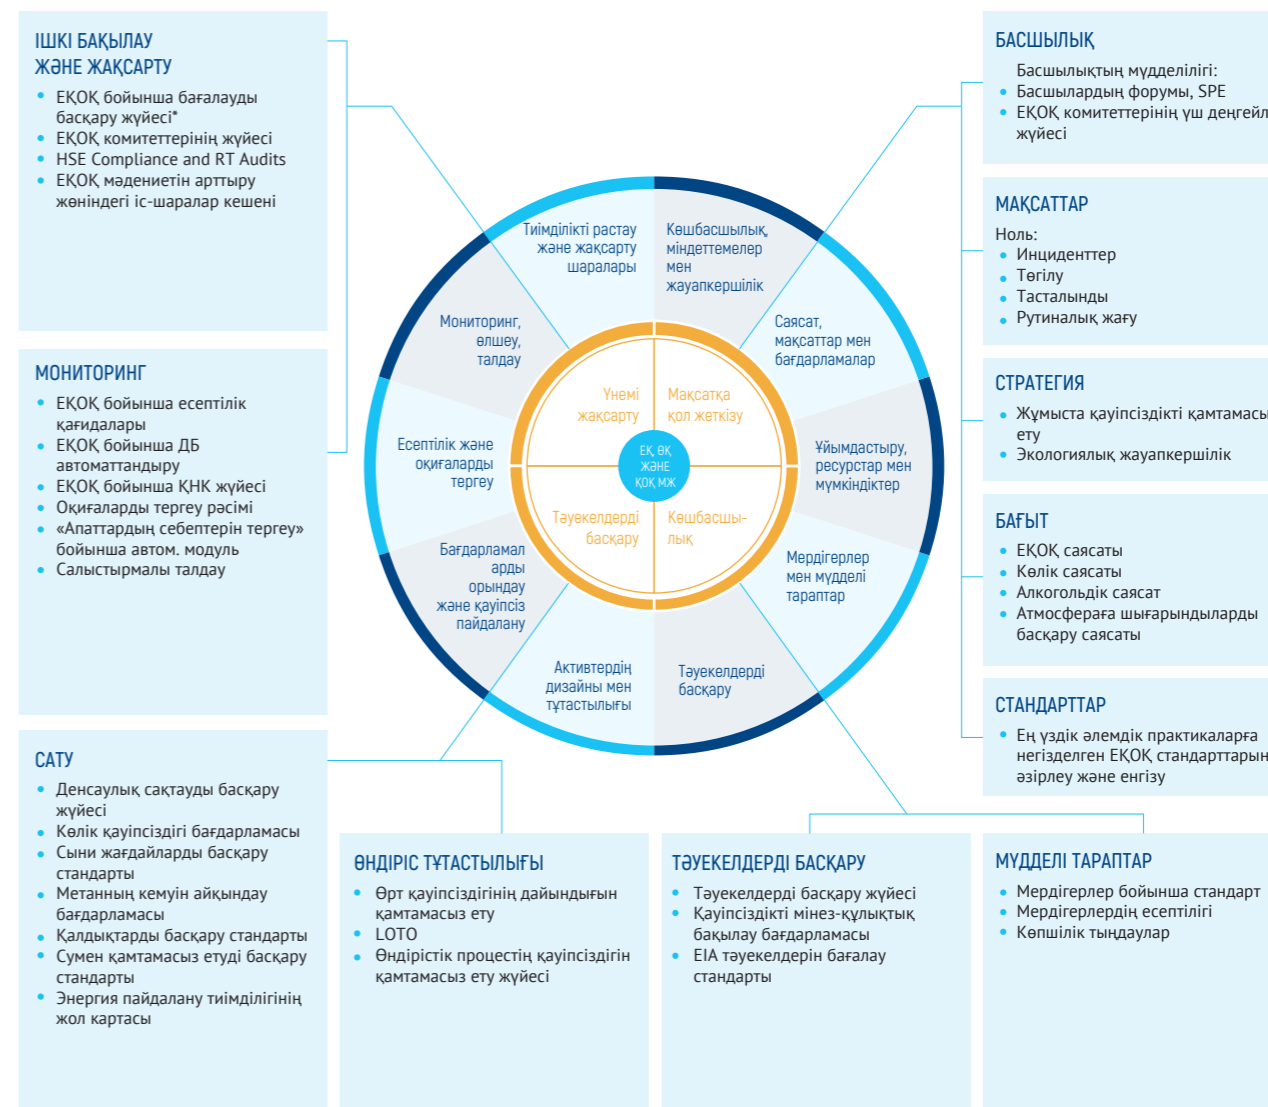 ІШКІ БАҚЫЛАУ
ЖӘНЕ ЖАҚСАРТУ
ЕҚОҚ бойынша бағалауды
басқару жүйесі*
ЕҚОҚ комитеттерінің жүйесі
HSE Compliance and RT Audits
ЕҚОҚ мәдениетін арттыру
жөніндегі іс-шаралар кешені
МОНИТОРИНГ
ЕҚОҚ бойынша есептілік
қағидалары
ЕҚОҚ бойынша ДБ
автоматтандыру
ЕҚОҚ бойынша ҚНК жүйесі
Оқиғаларды тергеу рәсімі
«Апаттардың себептерін тергеу»
бойынша автом. модуль
Салыстырмалы талдау
САТУ
Денсаулық сақтауды басқару
жүйесі
Көлік қауіпсіздігі бағдарламасы
Сыни жағдайларды басқару
стандарты
Метанның кемуін айқындау
бағдарламасы
Қалдықтарды басқару стандарты
Сумен қамтамасыз етуді басқару
стандарты
Энергия пайдалану тиімділігінің
жол картасы
Тиімділікті растау
және жақсарту
шаралары
Көшбасшылық,
міндеттемелер
мен
жауапкершілік
Мониторинг,
өлшеу,
талдау
Саясат,
мақсаттар мен
бағдарламалар
Есептілік және
оқиғаларды
тергеу
Ұйымдастыру,
ресурстар мен
мүмкіндіктер
Бағдарламал
арды
орындау
және қауіпсіз
пайдалану
Мердігерлер
мен мүдделі
тараптар
Активтердің
дизайны мен
тұтастылығы
Тәуекелдерді
басқару
Үнемі
жақсарту
Мақсатқа
қол жеткізу
ЕҚ, ӨҚ
ЖӘНЕ
ҚОҚ МЖ
Тәуекелдерді
басқару
Көшбасшы-
лық
БАСШЫЛЫҚ
Басшылықтың мүдделілігі:
Басшылардың форумы, SPE
ЕҚОҚ комитеттерінің үш деңгейл
жүйесі
МАҚСАТТАР
Ноль:
Инциденттер
Төгілу
Тасталынды
Рутиналық жағу
СТРАТЕГИЯ
Жұмыста қауіпсіздікті қамтамасы
ету
Экологиялық жауапкершілік
БАҒЫТ
ЕҚОҚ саясаты
Көлік саясаты
Алкогольдік саясат
Атмосфераға шығарындыларды
басқару саясаты
СТАНДАРТТАР
Ең үздік әлемдік практикаларға
негізделген ЕҚОҚ стандарттарын
әзірлеу және енгізу
ӨНДІРІС ТҰТАСТЫЛЫҒЫ
Өрт қауіпсіздігінің дайындығын
қамтамасыз ету
LOTO
Өндірістік процестің қауіпсіздігін
қамтамасыз ету жүйесі
ТӘУЕКЕЛДЕРДІ БАСҚАРУ
Тәуекелдерді басқару жүйесі
Қауіпсіздікті мінез-құлықтық
бақылау бағдарламасы
EIA тәуекелдерін бағалау
стандарты
МҮДДЕЛІ ТАРАПТАР
Мердігерлер бойынша стандарт
Мердігерлердің есептілігі
Көпшілік тыңдаулар